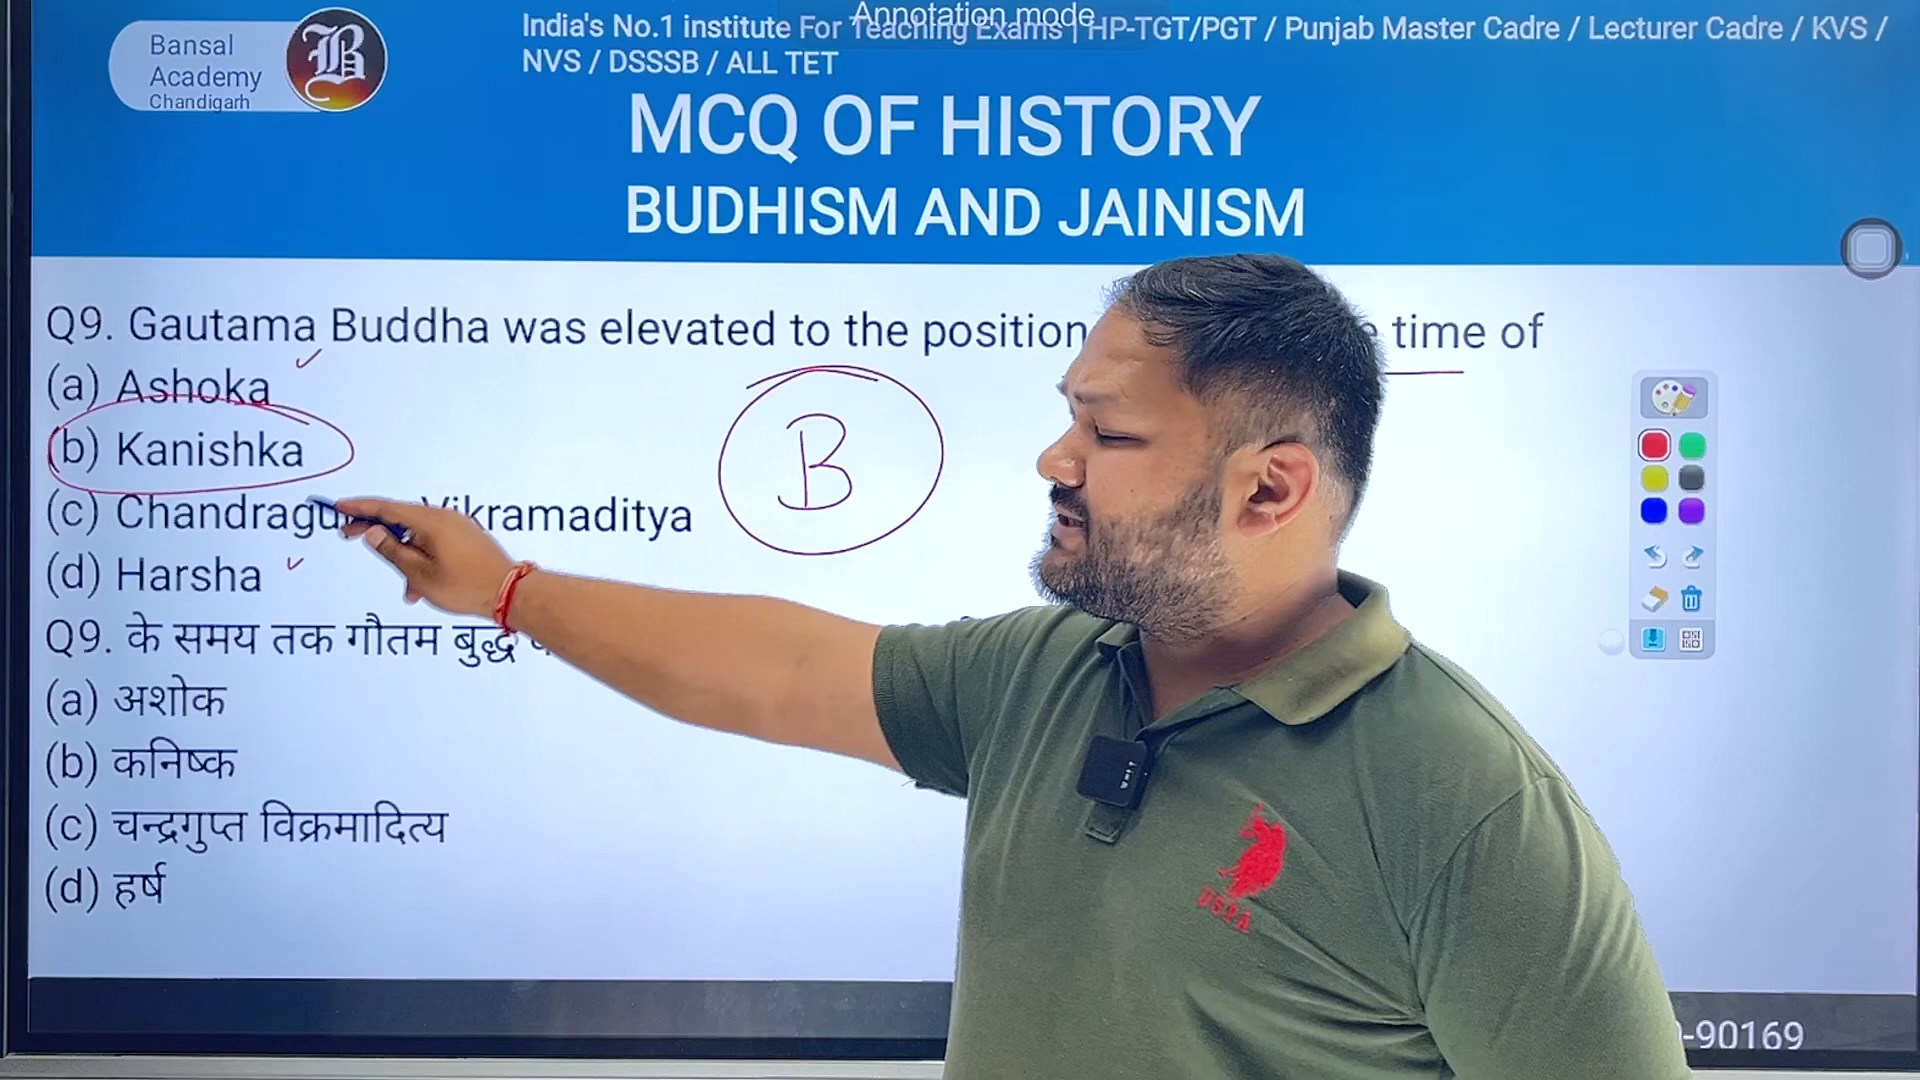 Bansal
Academy
Chandigarh
Annotation mode
India's No.1 institute For Teaching Exams | HP-TGT/PGT / Punjab Master Cadre / Lecturer Cadre / KVS /
NVS / DSSSB / ALL TET
MCQ OF HISTORY
BUDHISM AND JAINISM
Q9. Gautama Buddha was elevated to the position time of
(a) Ashoka
(b) Kanishka
(c) Vikramaditya
(d) Harsha
B
Q9. के समय तक गौतम बुद्ध
(a) अशोक
(b) कनिष्क
(c) चन्द्रगुप्त विक्रमादित्य
(d) हर्ष
USPA
-90169